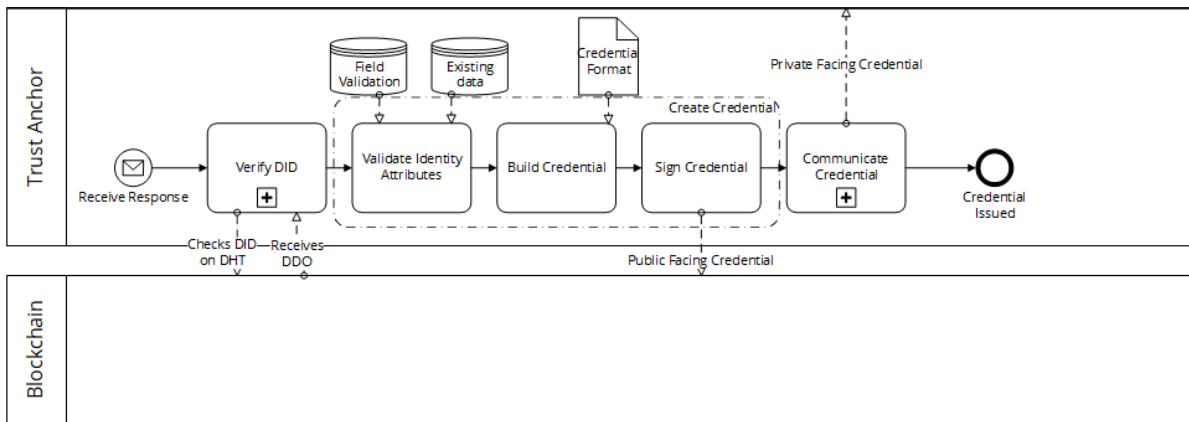 Trust Anchor
Field
Validation
Existing
data
Credential
Format
Private Facing Credential
Create Credential
Receive Response
Verify DID
Validate Identity
Attributes
Build Credential
Sign Credential
Communicate
Credential
Credential
Issued
Checks DID
on DHT
Receives
DDO
Public Facing Credential
Blockchain